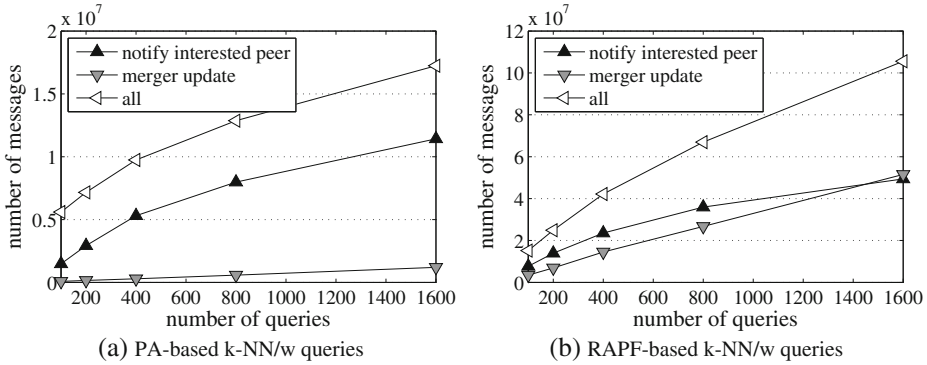 x 10^7
2
1.5
1
0.5
0
200 400 600 800 1000 1200 1400 1600
number of messages
number of queries
notify interested peer
merger update
all
(a) PA-based k-NN/w queries
x 10^7
12
10
8
6
4
2
0
200 400 600 800 1000 1200 1400 1600
number of messages
number of queries
notify interested peer
merger update
all
(b) RAPF-based k-NN/w queries